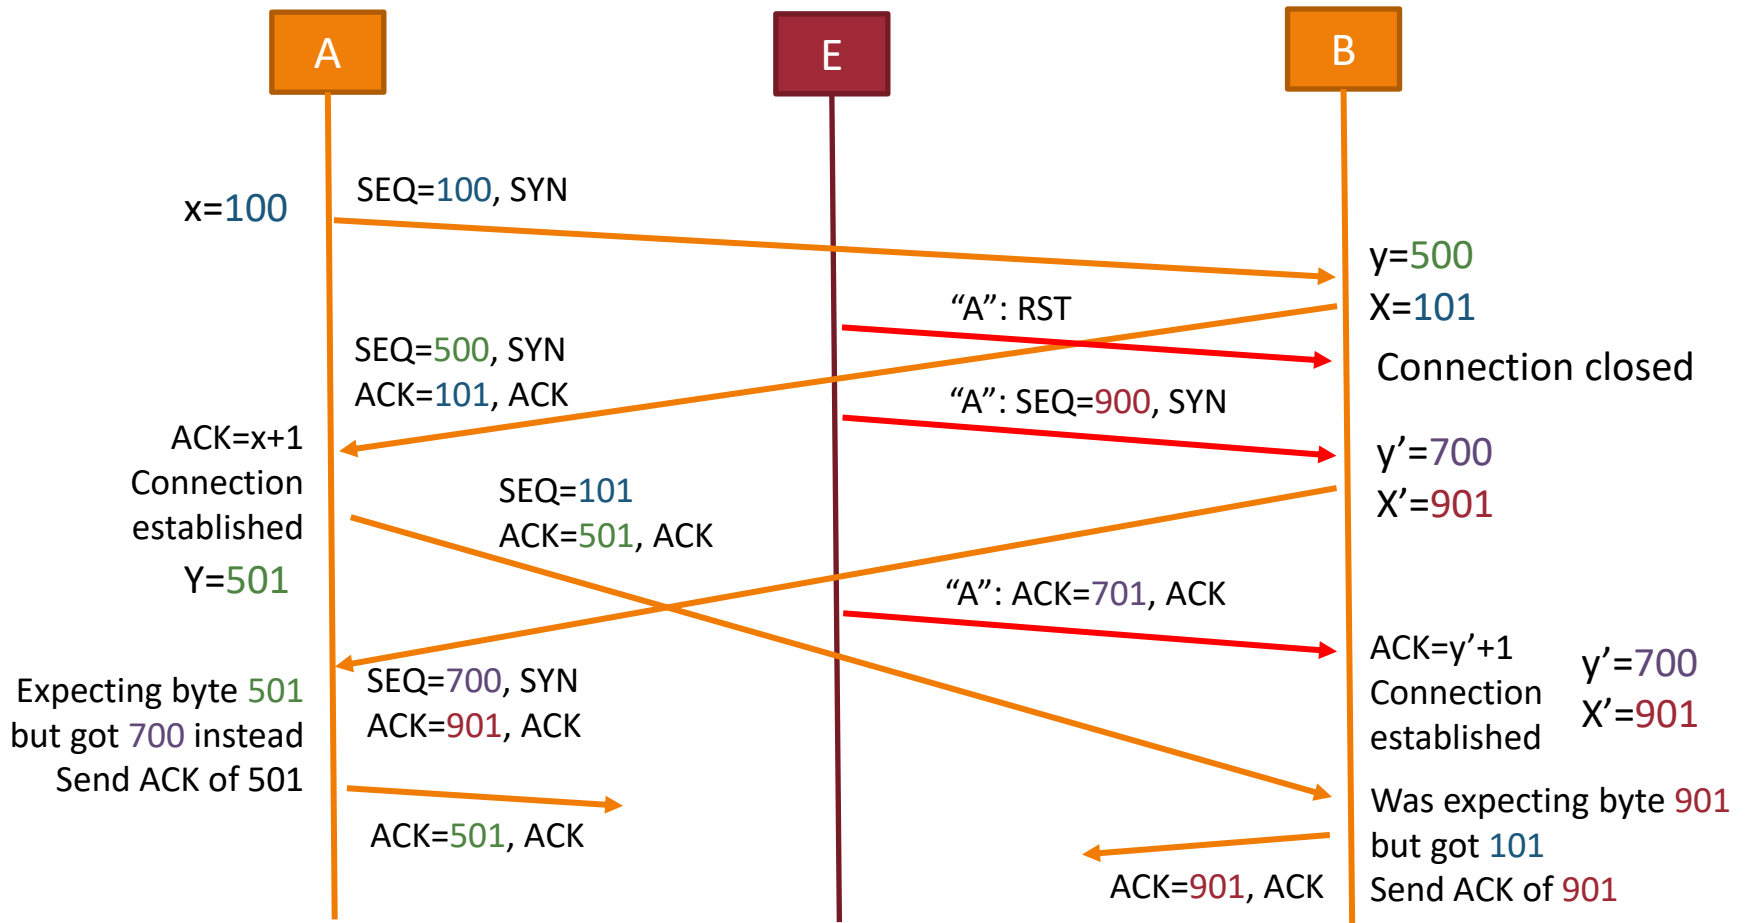 A
E
B
x=100
SEQ=100, SYN
y=500
X=101
“A”: RST
Connection closed
SEQ=500, SYN
ACK=101, ACK
“A”: SEQ=900, SYN
ACK=x+1
Connection
established
Y=501
y’=700
X’=901
SEQ=101
ACK=501, ACK
“A”: ACK=701, ACK
ACK=y’+1
Connection
established
y’=700
X’=901
Expecting byte 501
but got 700 instead
Send ACK of 501
SEQ=700, SYN
ACK=901, ACK
ACK=501, ACK
Was expecting byte 901
but got 101
Send ACK of 901
ACK=901, ACK